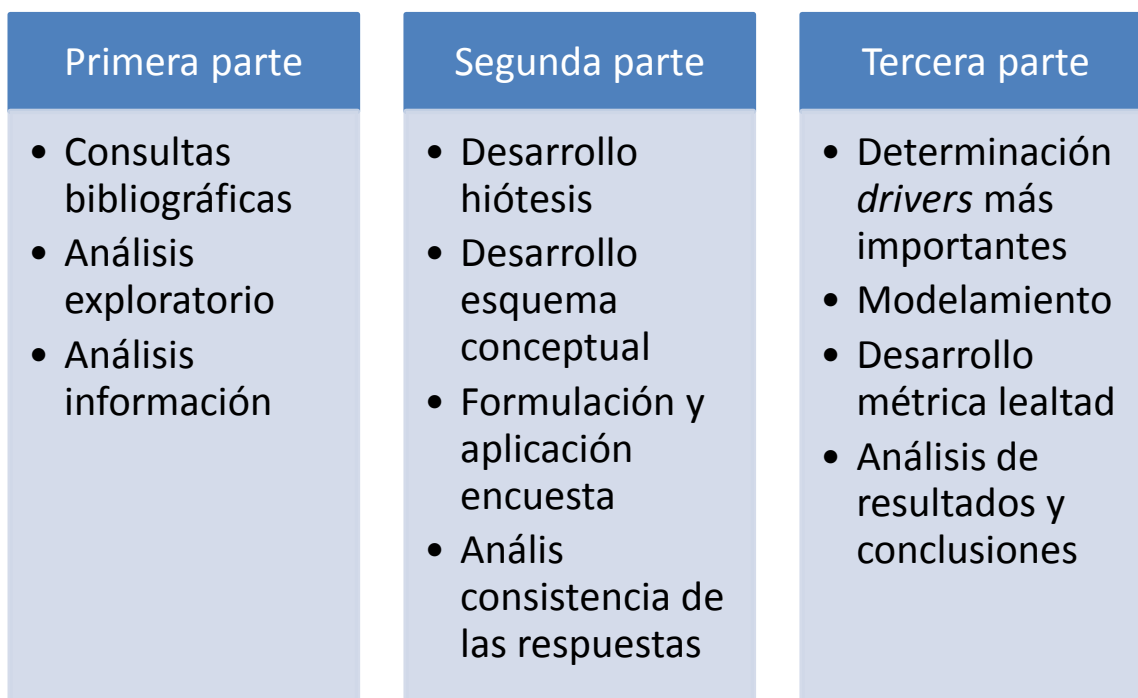 Primera parte
• Consultas
bibliográficas
• Análisis
exploratorio
• Análisis
información
Segunda parte
• Desarrollo
hiótesis
• Desarrollo
esquema
conceptual
• Formulación y
aplicación
encuesta
• Anális
consistencia de
las respuestas
Tercera parte
• Determinación
drivers más
importantes
• Modelamiento
• Desarrollo
métrica lealtad
• Análisis de
resultados y
conclusiones